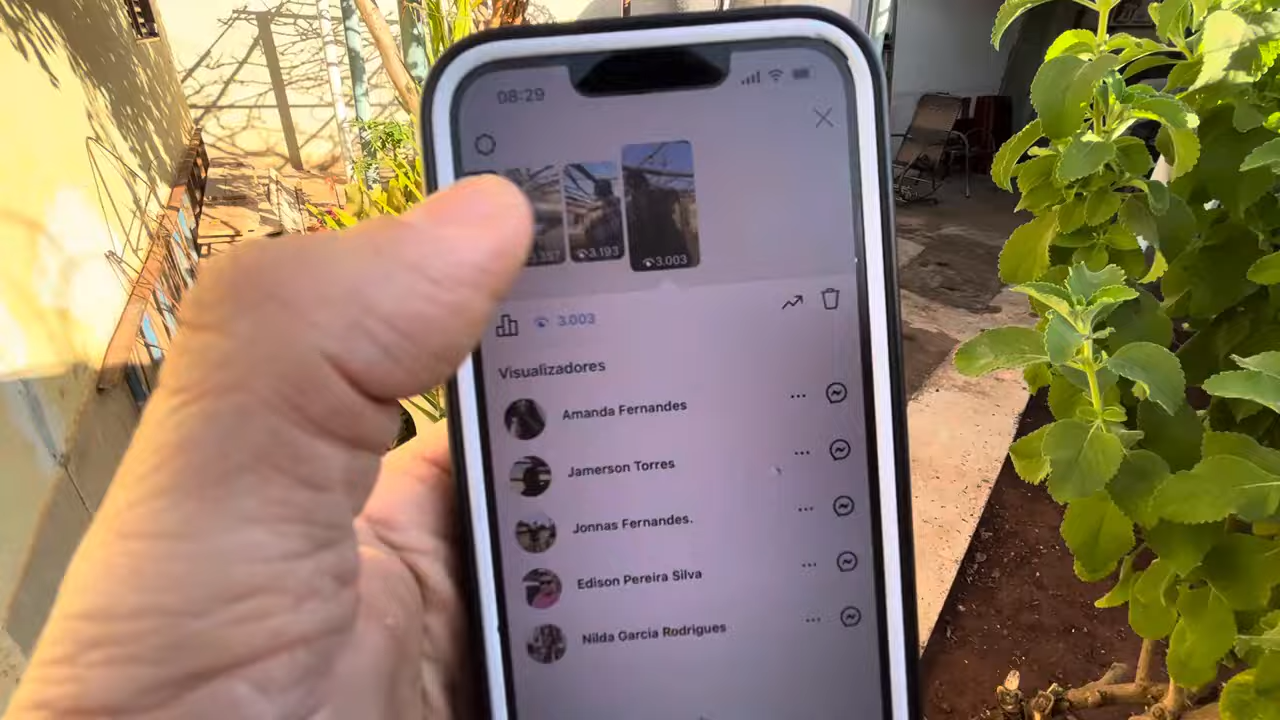 08:29
3.193
3.003
3.003
Visualizadores
Amanda Fernandes
Jamerson Torres
Jonnas Fernandes.
Edison Pereira Silva
Nilda Garcia Rodrigues